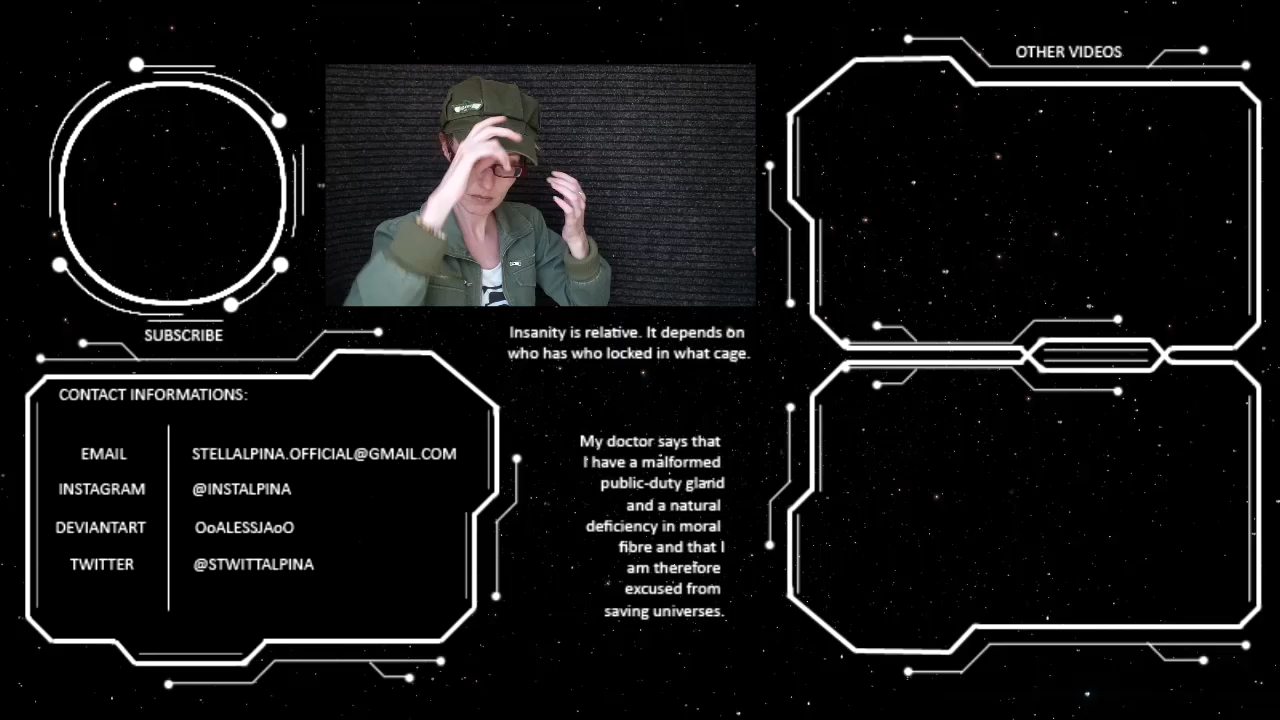 OTHER VIDEOS
SUBSCRIBE
Insanity is relative. It depends on
who has who locked in what cage.
CONTACT INFORMATIONS:
EMAIL STELLALPINA.OFFICIAL@GMAIL.COM
INSTAGRAM @INSTALPINA
DEVIANTART OoALESSJAoO
TWITTER @STWITTALPINA
My doctor says that
I have a malformed
public-duty gland
and a natural
deficiency in moral
fibre and that I
am therefore
excused from
saving universes.